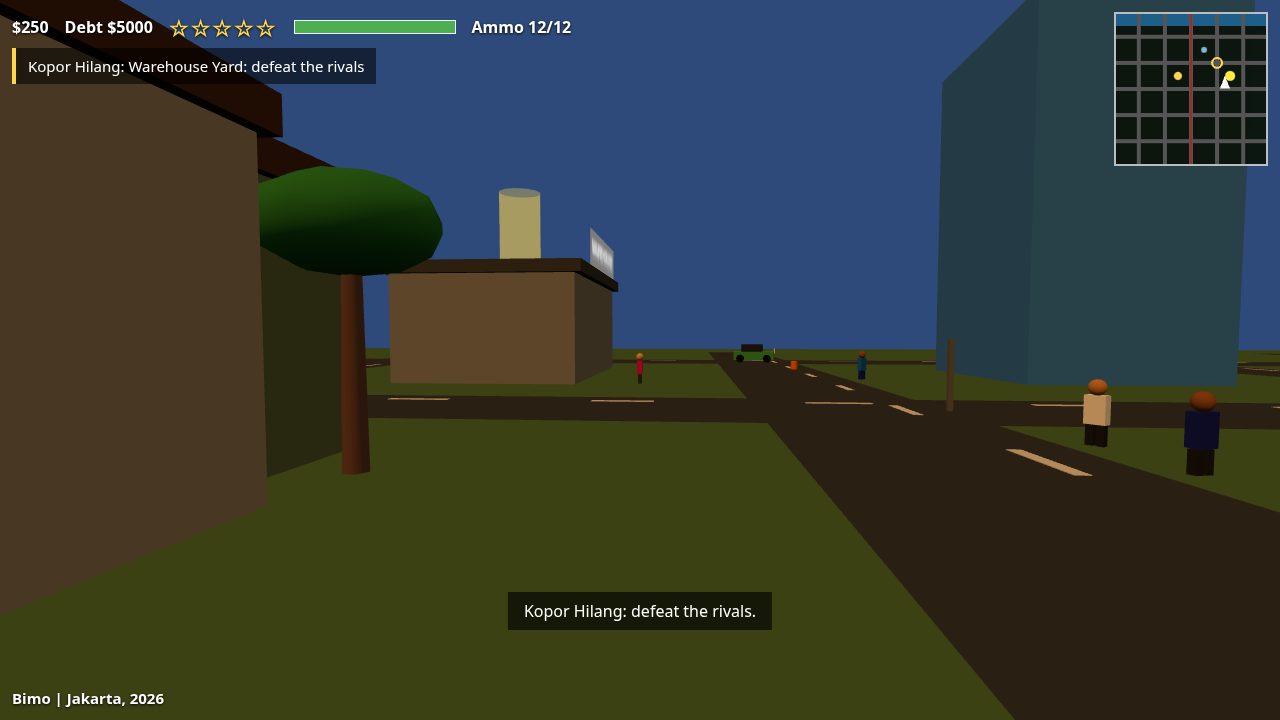 $250 Debt $5000 ☆☆☆☆☆ Ammo 12/12
Kopor Hilang: Warehouse Yard: defeat the rivals
Kopor Hilang: defeat the rivals.
Bimo | Jakarta, 2026